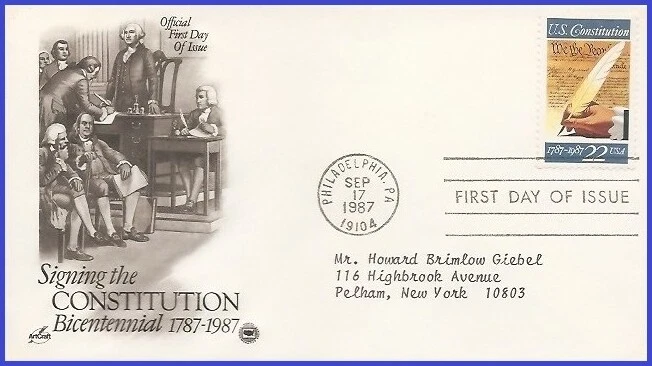 Official
First Day
Of Issue
U.S. Constitution
We the People
1787-1987 22 USA
PHILADELPHIA, PA
SEP
17
1987
19104
FIRST DAY OF ISSUE
Mr. Howard Brimlow Giebel
116 Highbrook Avenue
Pelham, New York 10803
Signing the
CONSTITUTION
Bicentennial 1787-1987
ArtCraft